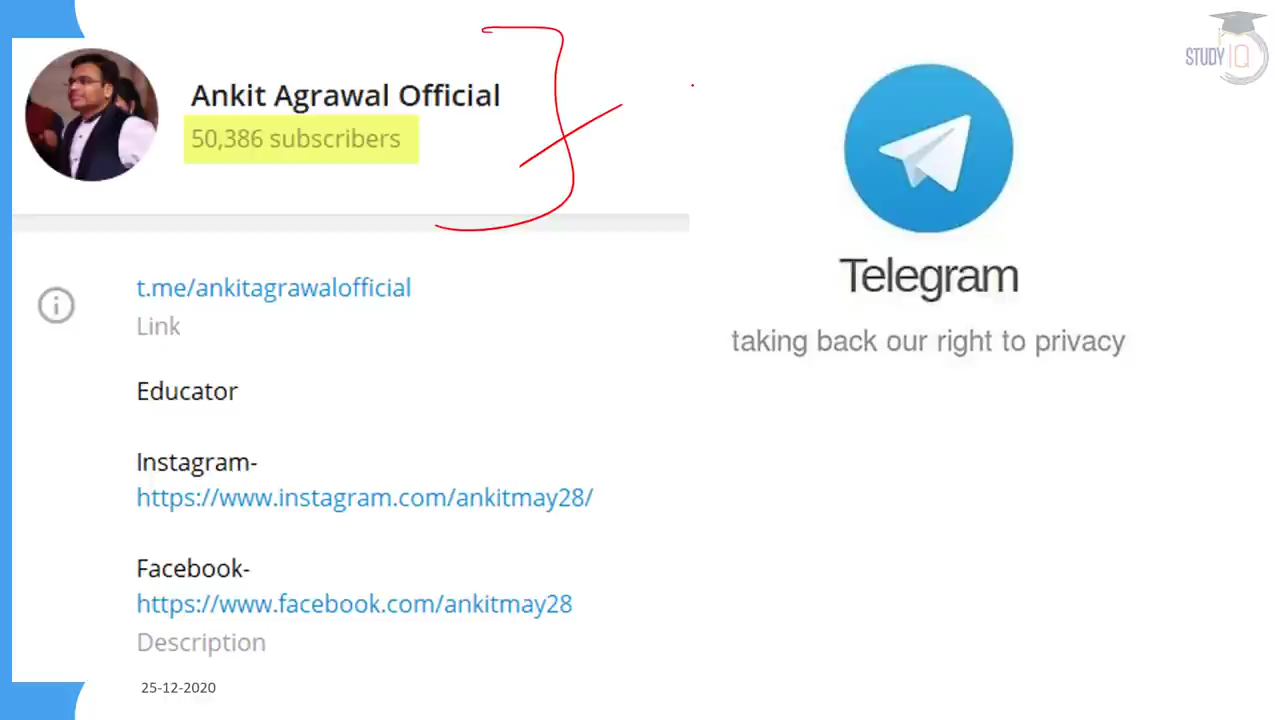 Ankit Agrawal Official
50,386 subscribers
t.me/ankitagrawalofficial
Link
Educator
Instagram-
https://www.instagram.com/ankitmay28/
Facebook-
https://www.facebook.com/ankitmay28
Description
25-12-2020
STUDY IQ
Telegram
taking back our right to privacy